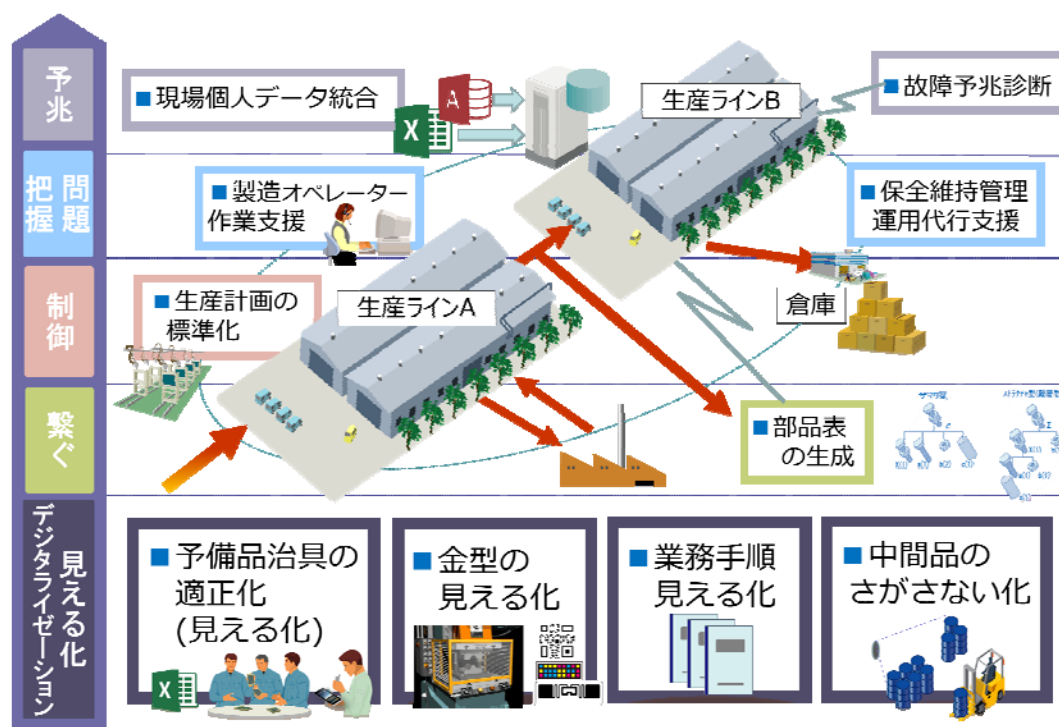 予兆
■ 現場個人データ統合
A
X
生産ラインB
■ 故障予兆診断
問題
把握
■ 製造オペレーター
作業支援
■ 保全維持管理
運用代行支援
制御
■ 生産計画の
標準化
生産ラインA
倉庫
繋ぐ
■ 部品表
の生成
サマリ型
見える化
デジタライゼーション
■ 予備品治具の
適正化
(見える化)
X
■ 金型の
見える化
■ 業務手順
見える化
■ 中間品の
さがさない化